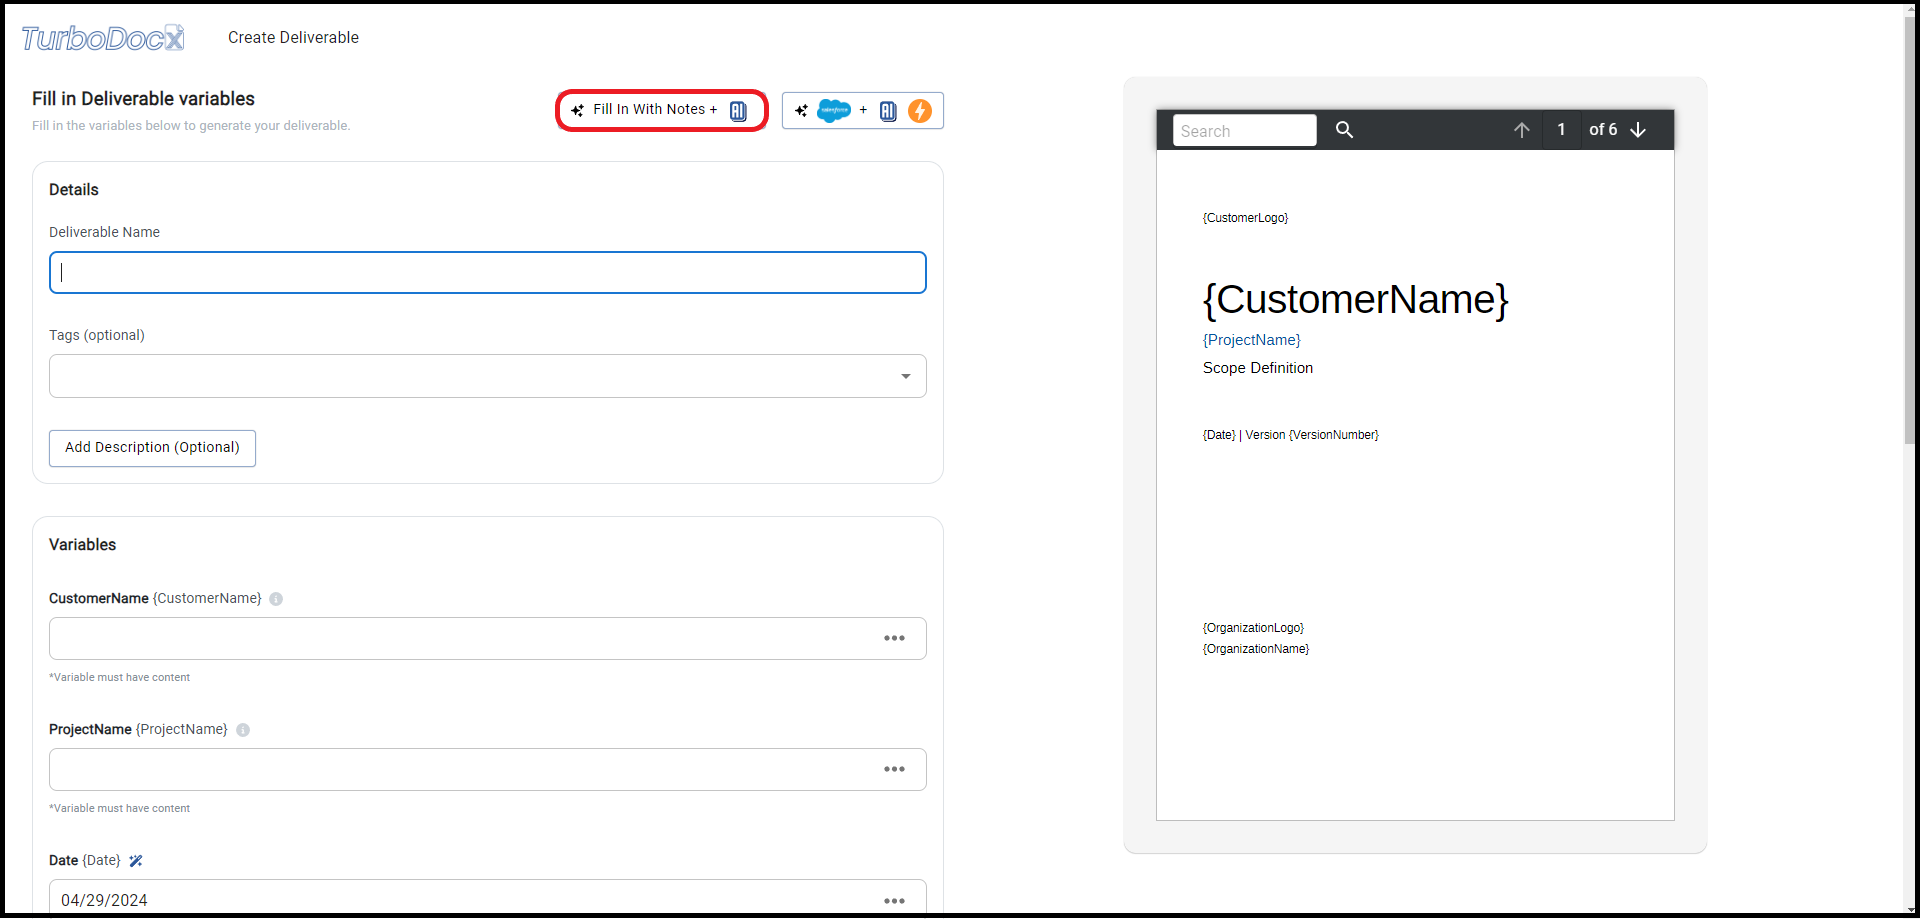 TurboDocX
Create Deliverable
Fill in Deliverable variables
Fill in the variables below to generate your deliverable.
Fill In With Notes + AI
salesforce + AI
Details
Deliverable Name
Tags (optional)
Add Description (Optional)
Variables
CustomerName {CustomerName}
*Variable must have content
ProjectName {ProjectName}
*Variable must have content
Date {Date}
04/29/2024
Search
1 of 6
{CustomerLogo}
{CustomerName}
{ProjectName}
Scope Definition
{Date} | Version {VersionNumber}
{OrganizationLogo}
{OrganizationName}